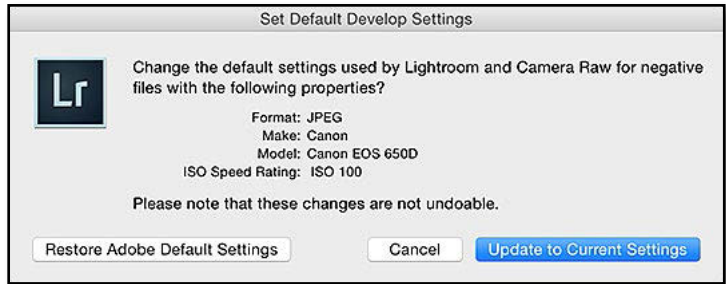 Set Default Develop Settings
Lr
Change the default settings used by Lightroom and Camera Raw for negative
files with the following properties?
Format: JPEG
Make: Canon
Model: Canon EOS 650D
ISO Speed Rating: ISO 100
Please note that these changes are not undoable.
Restore Adobe Default Settings
Cancel
Update to Current Settings